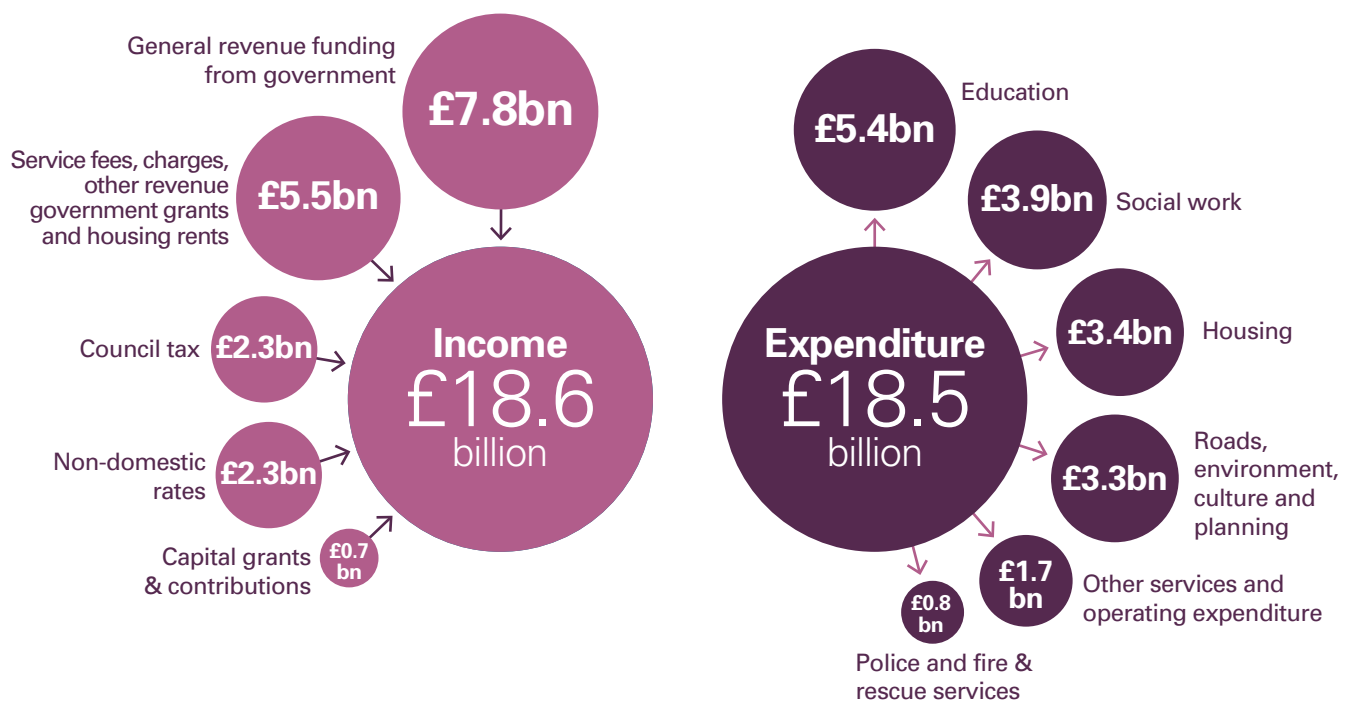 General revenue funding
from government
£7.8bn
Service fees, charges,
other revenue
government grants
and housing rents
£5.5bn
Council tax
£2.3bn
Non-domestic
rates
£2.3bn
Capital grants
& contributions
£0.7
bn
Income
£18.6
billion
Expenditure
£18.5
billion
£5.4bn
Education
£3.9bn
Social work
£3.4bn
Housing
£3.3bn
Roads,
environment,
culture and
planning
£1.7
bn
Other services and
operating expenditure
£0.8
bn
Police and fire &
rescue services